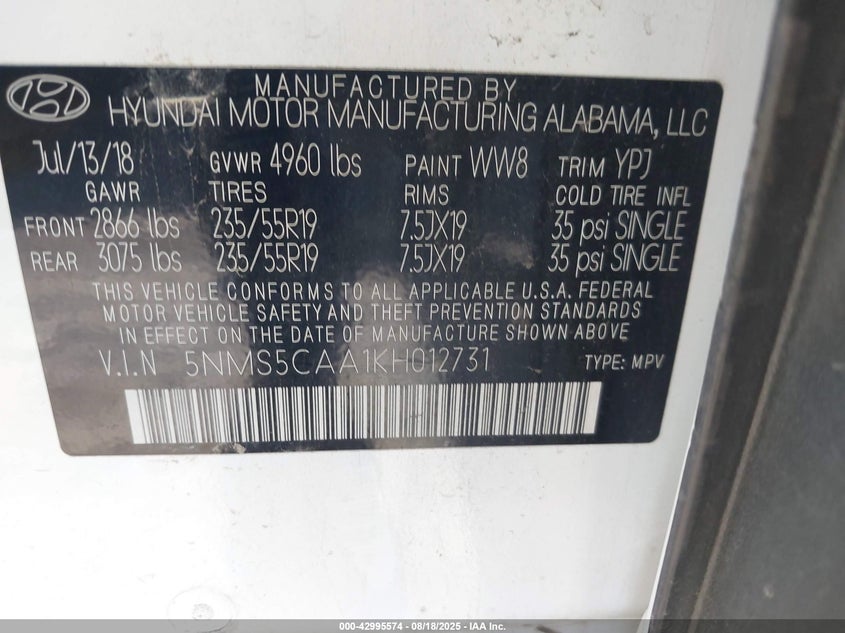 MANUFACTURED BY
HYUNDAI MOTOR MANUFACTURING ALABAMA, LLC
Jul/13/18 GVWR 4960 lbs PAINT WW8 TRIM YPJ
GAWR TIRES RIMS COLD TIRE INFL
FRONT 2866 lbs 235/55R19 7.5JX19 35 psi SINGLE
REAR 3075 lbs 235/55R19 7.5JX19 35 psi SINGLE
THIS VEHICLE CONFORMS TO ALL APPLICABLE U.S.A. FEDERAL
MOTOR VEHICLE SAFETY AND THEFT PREVENTION STANDARDS
IN EFFECT ON THE DATE OF MANUFACTURE SHOWN ABOVE
V.I.N 5NMS5CAA1KH012731 TYPE: MPV
000-42995574 - 08/18/2025 - IAA Inc.